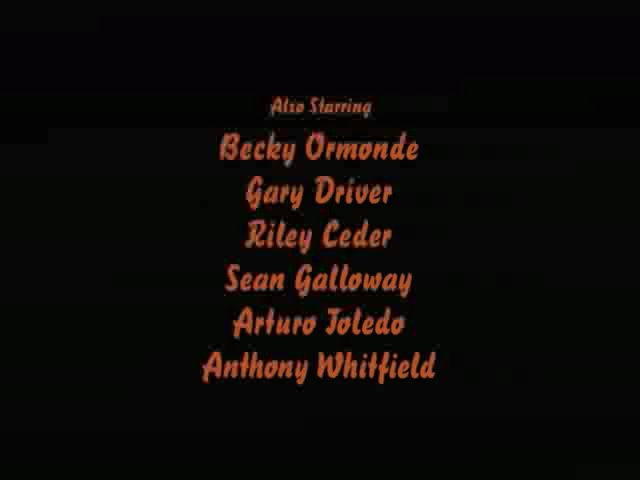 Also Starring
Becky Ormonde
Gary Driver
Riley Ceder
Sean Galloway
Arturo Toledo
Anthony Whitfield